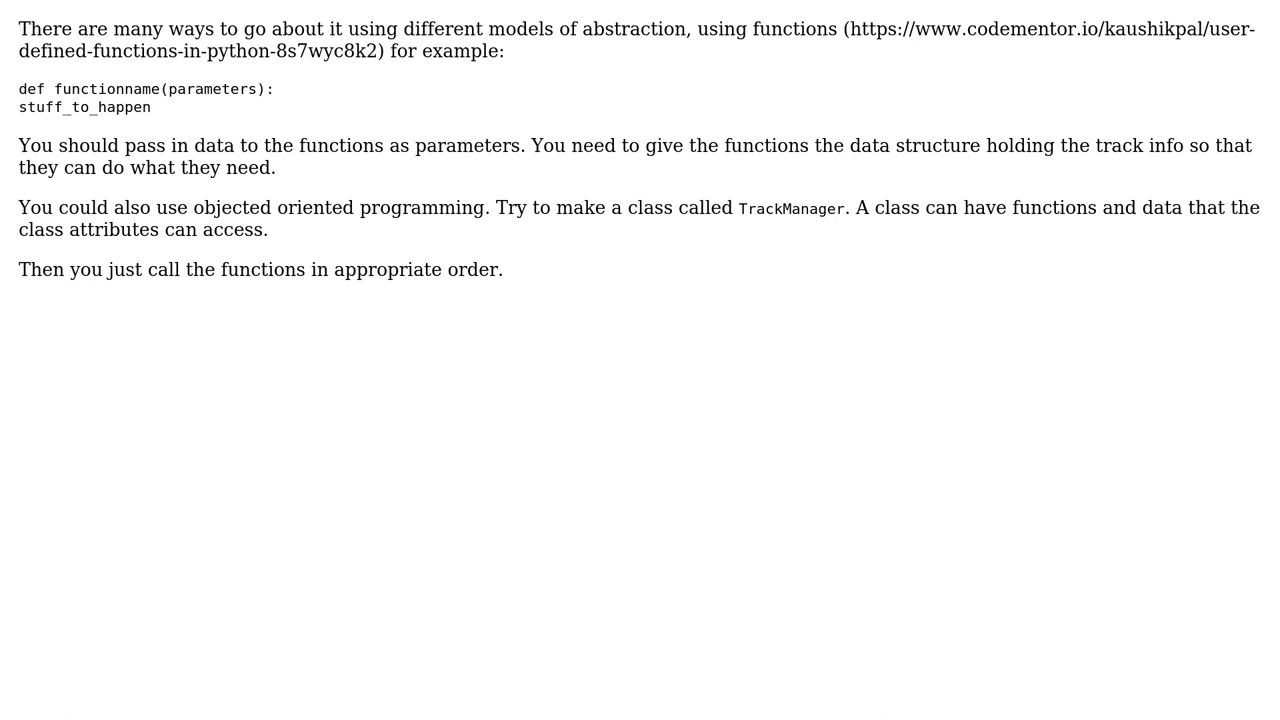 There are many ways to go about it using different models of abstraction, using functions (https://www.codementor.io/kaushikpal/user-
defined-functions-in-python-8s7wyc8k2) for example:
def functionname(parameters):
stuff_to_happen
You should pass in data to the functions as parameters. You need to give the functions the data structure holding the track info so that
they can do what they need.
You could also use objected oriented programming. Try to make a class called TrackManager. A class can have functions and data that the
class attributes can access.
Then you just call the functions in appropriate order.